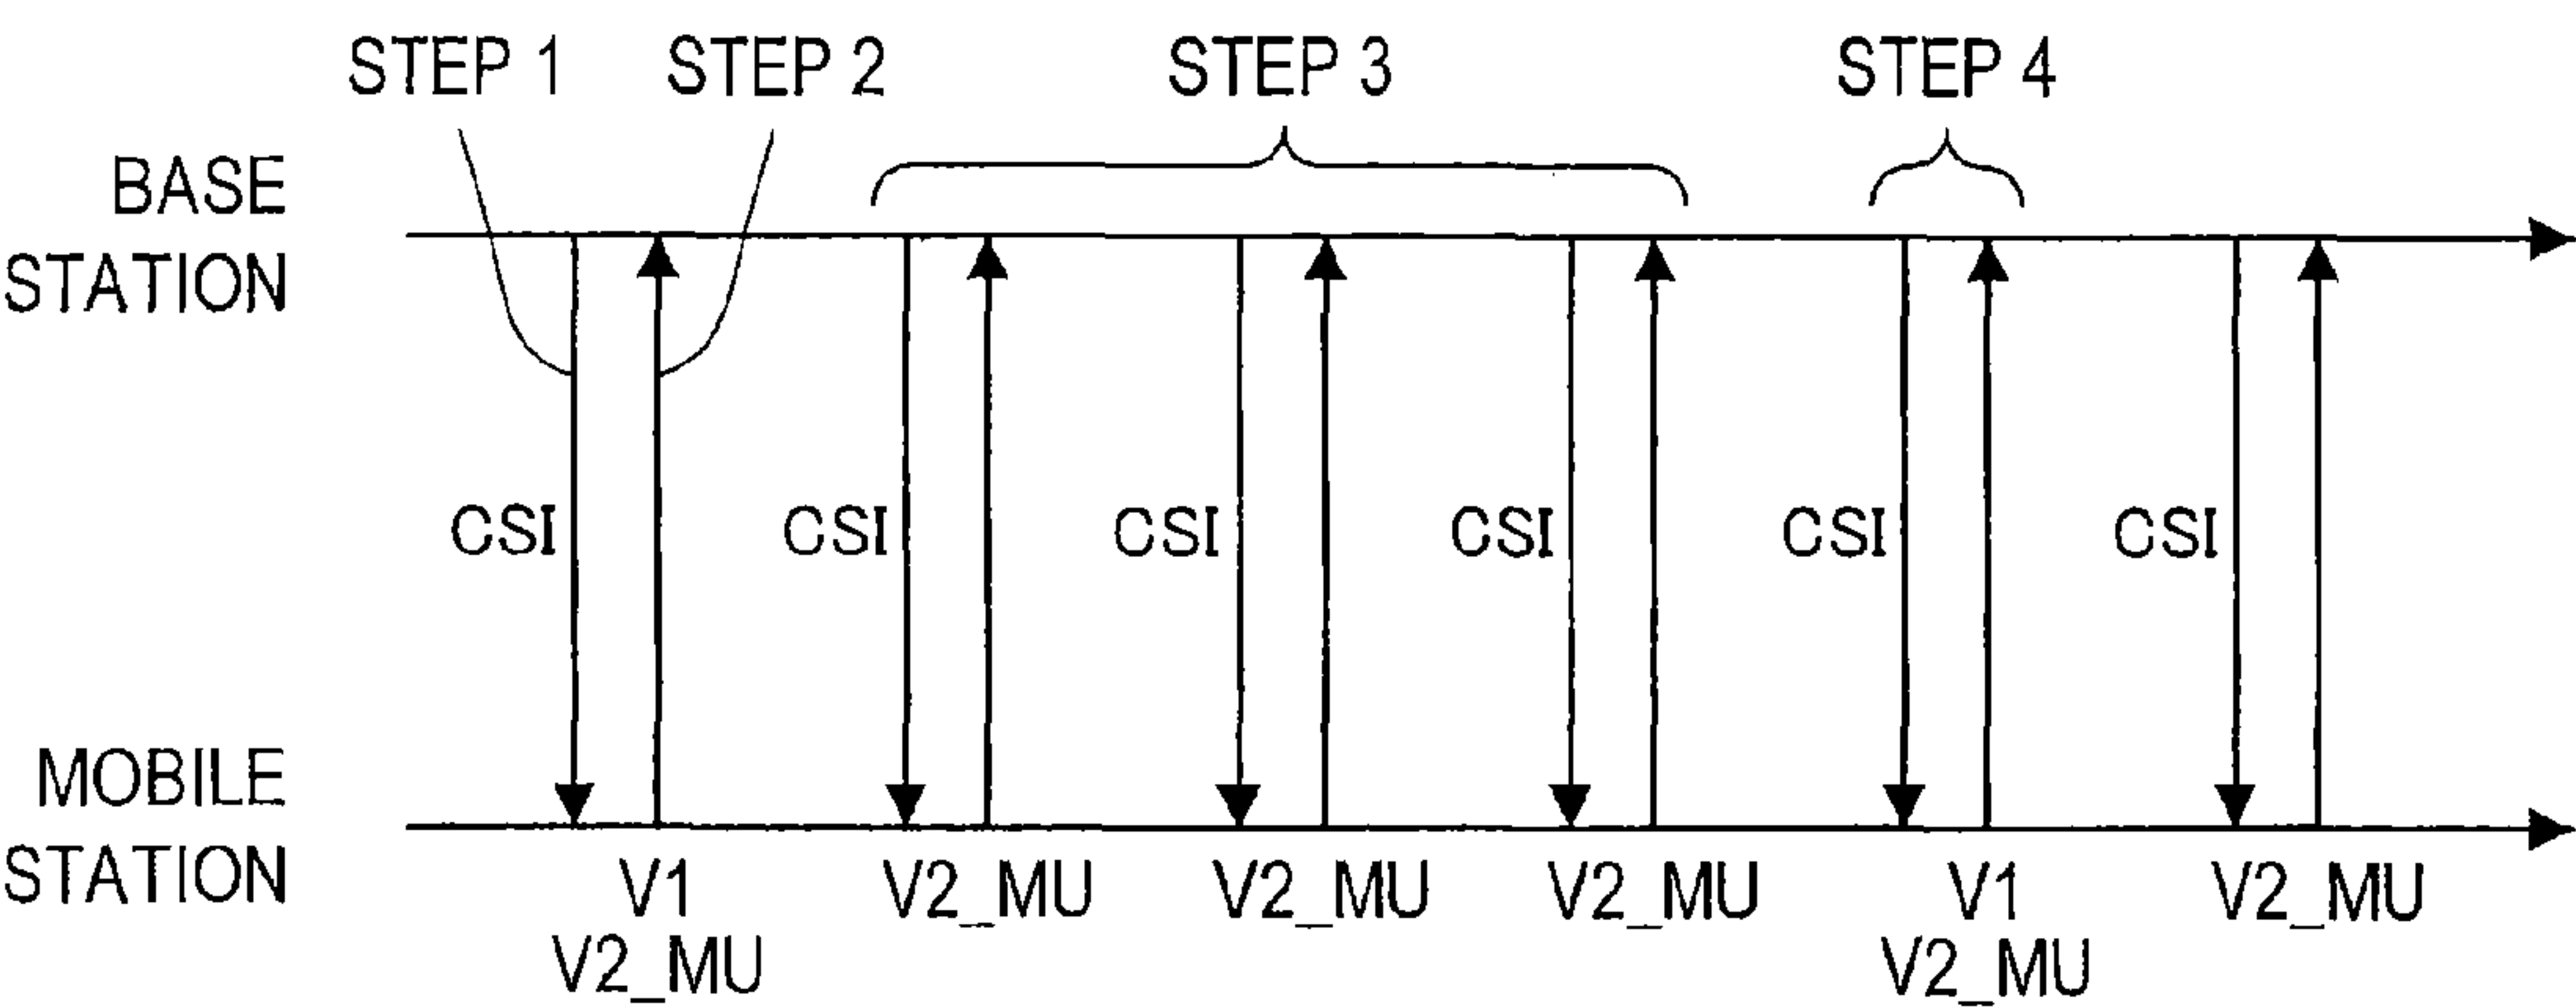 STEP 1 STEP 2 STEP 3 STEP 4
BASE
STATION
CSI CSI CSI CSI CSI CSI
MOBILE
STATION
V1 V2_MU V2_MU V2_MU V1 V2_MU
V2_MU V2_MU